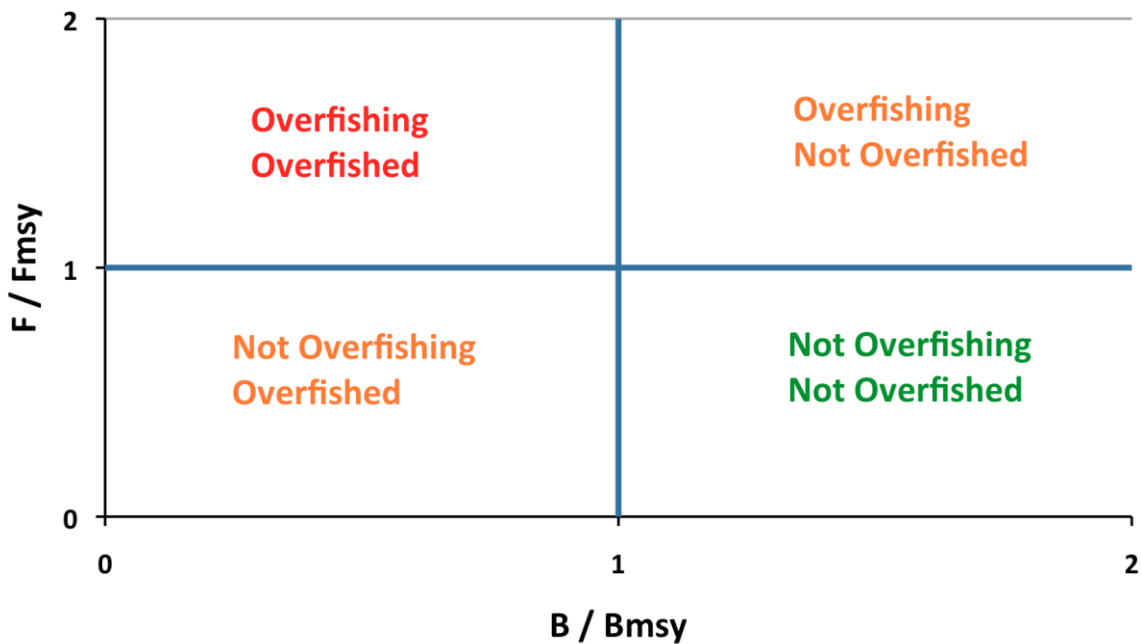 2
Overfishing
Overfished
Overfishing
Not Overfished
F / Fmsy
1
Not Overfishing
Overfished
Not Overfishing
Not Overfished
0
0
1
2
B / Bmsy